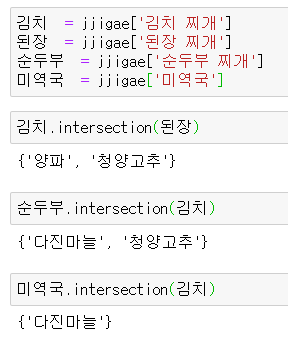 김치  = jjigae['김치 찌개']
된장  = jjigae['된장 찌개']
순두부 = jjigae['순두부 찌개']
미역국 = jjigae['미역국']
김치.intersection(된장)
{'양파', '청양고추'}
순두부.intersection(김치)
{'다진마늘', '청양고추'}
미역국.intersection(김치)
{'다진마늘'}